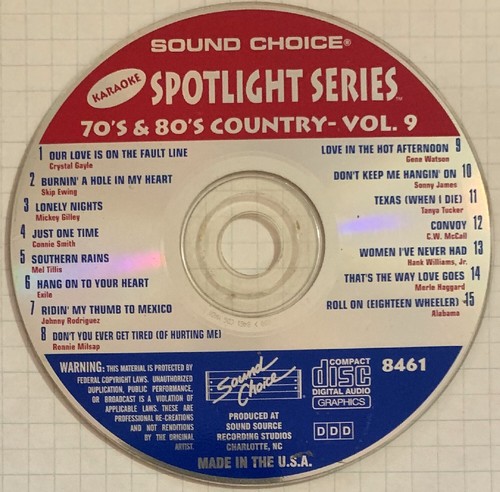 SOUND CHOICE®
KARAOKE
SPOTLIGHT SERIES™
70'S & 80'S COUNTRY- VOL. 9
1 OUR LOVE IS ON THE FAULT LINE
Crystal Gayle
2 BURNIN' A HOLE IN MY HEART
Skip Ewing
3 LONELY NIGHTS
Mickey Gilley
4 JUST ONE TIME
Connie Smith
5 SOUTHERN RAINS
Mel Tillis
6 HANG ON TO YOUR HEART
Exile
7 RIDIN' MY THUMB TO MEXICO
Johnny Rodriguez
8 DON'T YOU EVER GET TIRED (OF HURTING ME)
Ronnie Milsap
LOVE IN THE HOT AFTERNOON 9
Gene Watson
DON'T KEEP ME HANGIN' ON 10
Sonny James
TEXAS (WHEN I DIE) 11
Tanya Tucker
CONVOY 12
C.W. McCall
WOMEN I'VE NEVER HAD 13
Hank Williams, Jr.
THAT'S THE WAY LOVE GOES 14
Merle Haggard
ROLL ON (EIGHTEEN WHEELER) 15
Alabama
WARNING: THIS MATERIAL IS PROTECTED BY
FEDERAL COPYRIGHT LAWS. UNAUTHORIZED
DUPLICATION, PUBLIC PERFORMANCE,
OR BROADCAST IS A VIOLATION OF
APPLICABLE LAWS. THESE ARE
PROFESSIONAL RE-CREATIONS
AND NOT RENDITIONS
BY THE ORIGINAL
ARTIST.
Sound Choice
PRODUCED AT
SOUND SOURCE
RECORDING STUDIOS
CHARLOTTE, NC
MADE IN THE U.S.A.
COMPACT
disc
DIGITAL AUDIO
GRAPHICS
8461
DDD